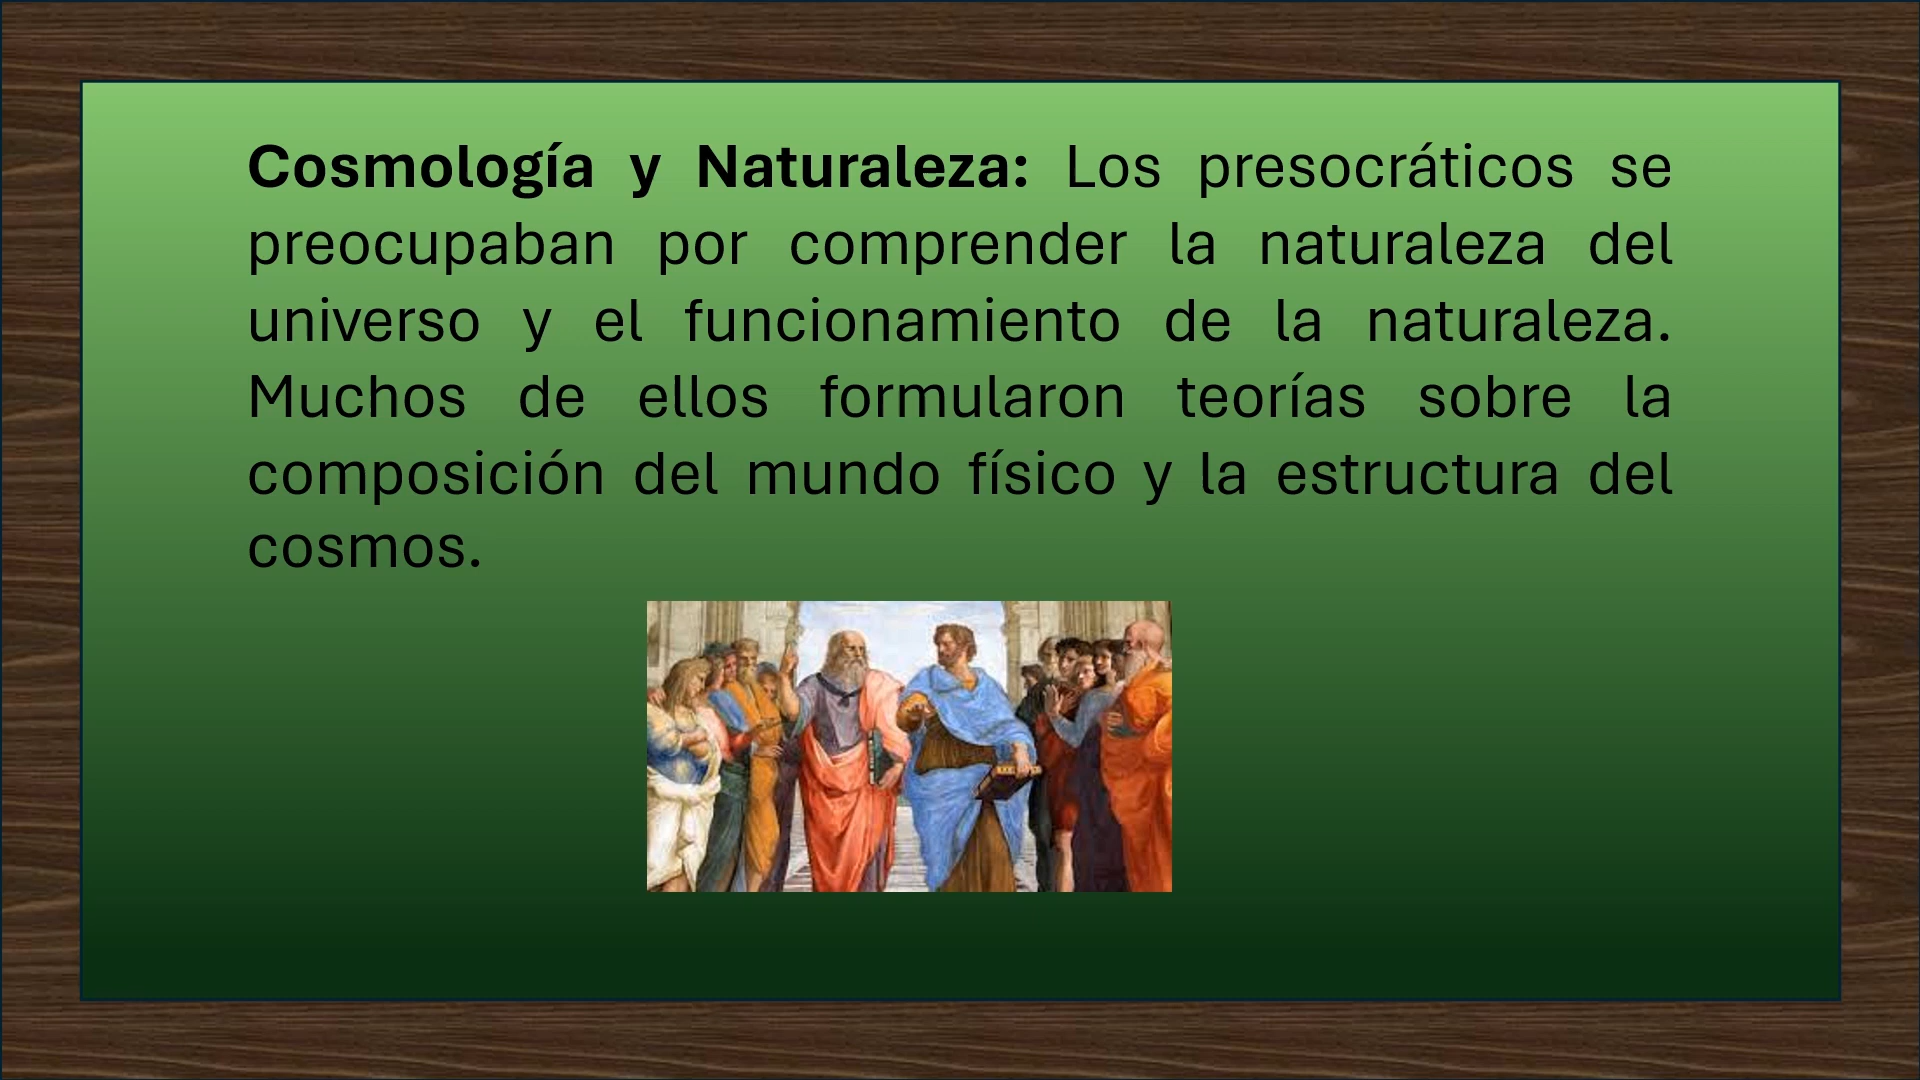 Cosmología y Naturaleza: Los presocráticos se
preocupaban por comprender la naturaleza del
universo y el funcionamiento de la naturaleza.
Muchos de ellos formularon teorías sobre la
composición del mundo físico y la estructura del
cosmos.